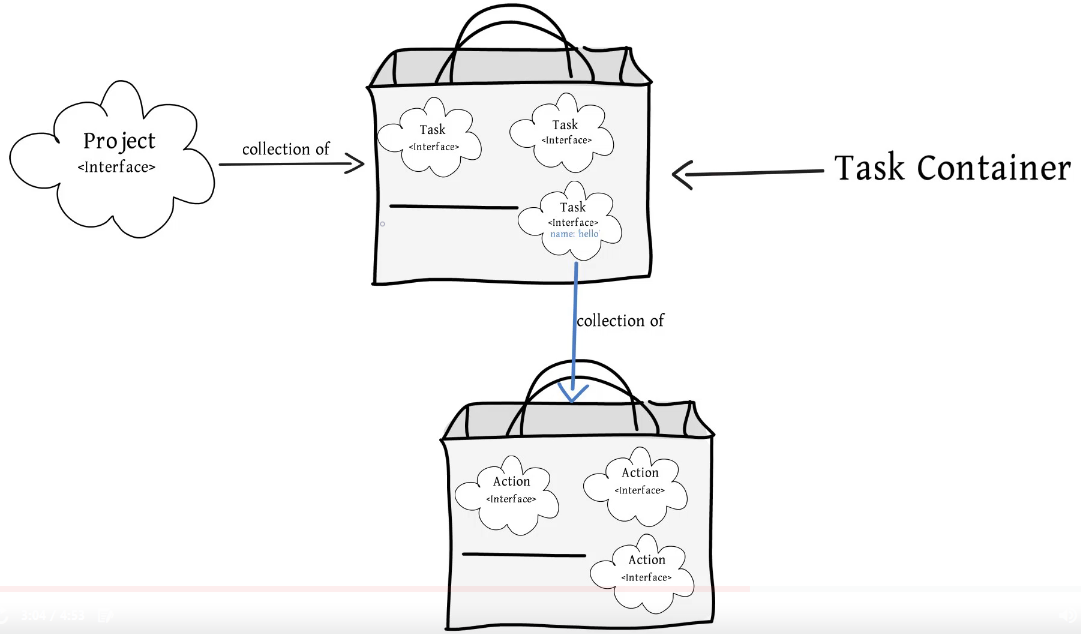 Project
<Interface>
collection of
Task
<Interface>
Task
<Interface>
Task
<Interface>
name: hello
Task Container
collection of
Action
<Interface>
Action
<Interface>
Action
<Interface>